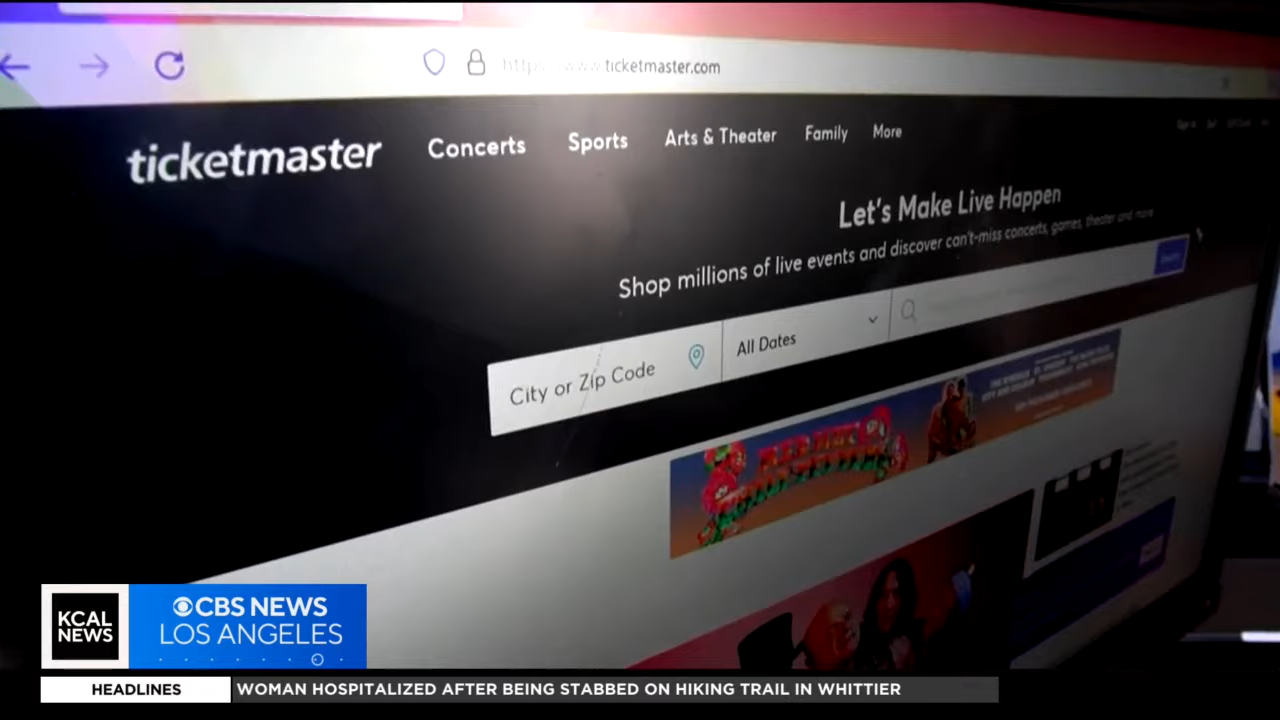 https://www.ticketmaster.com
ticketmaster
Concerts
Sports
Arts & Theater
Family
More
Let's Make Live Happen
Shop millions of live events and discover can't-miss concerts, games, theater and more
City or Zip Code
All Dates
KCAL
NEWS
CBS NEWS
LOS ANGELES
HEADLINES
WOMAN HOSPITALIZED AFTER BEING STABBED ON HIKING TRAIL IN WHITTIER